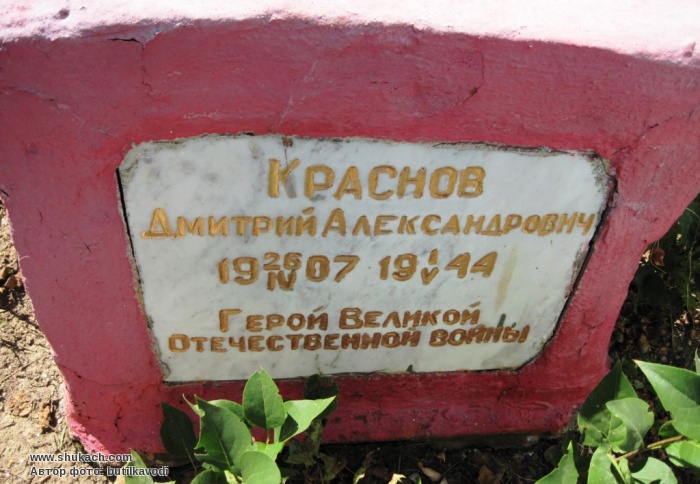 Краснов
Дмитрий Александрович
19 26/IV 07 19 1/V 44
Герой Великой
Отечественной войны
www.shukach.com
Автор фото: butilkavodi